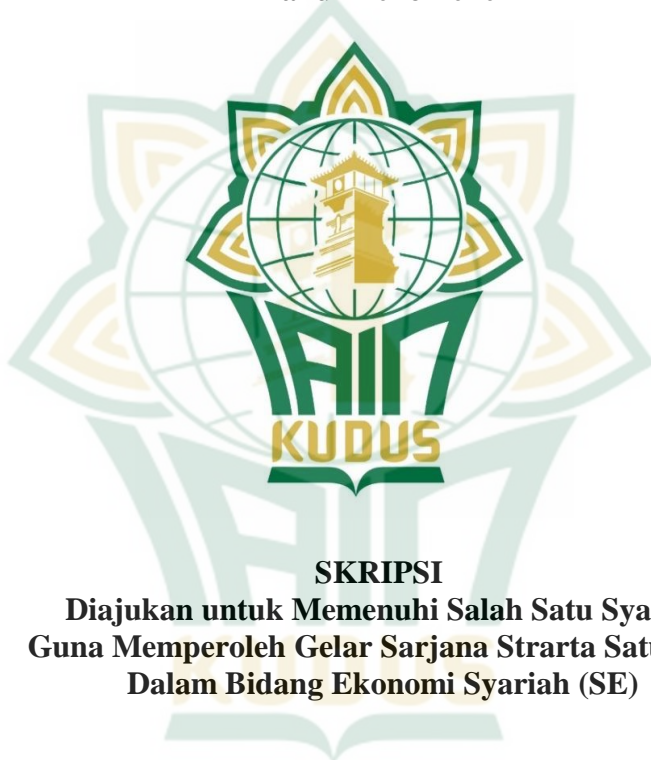 IAIN
KUDUS
SKRIPSI
Diajukan untuk Memenuhi Salah Satu Sya
Guna Memperoleh Gelar Sarjana Strarta Satu
Dalam Bidang Ekonomi Syariah (SE)